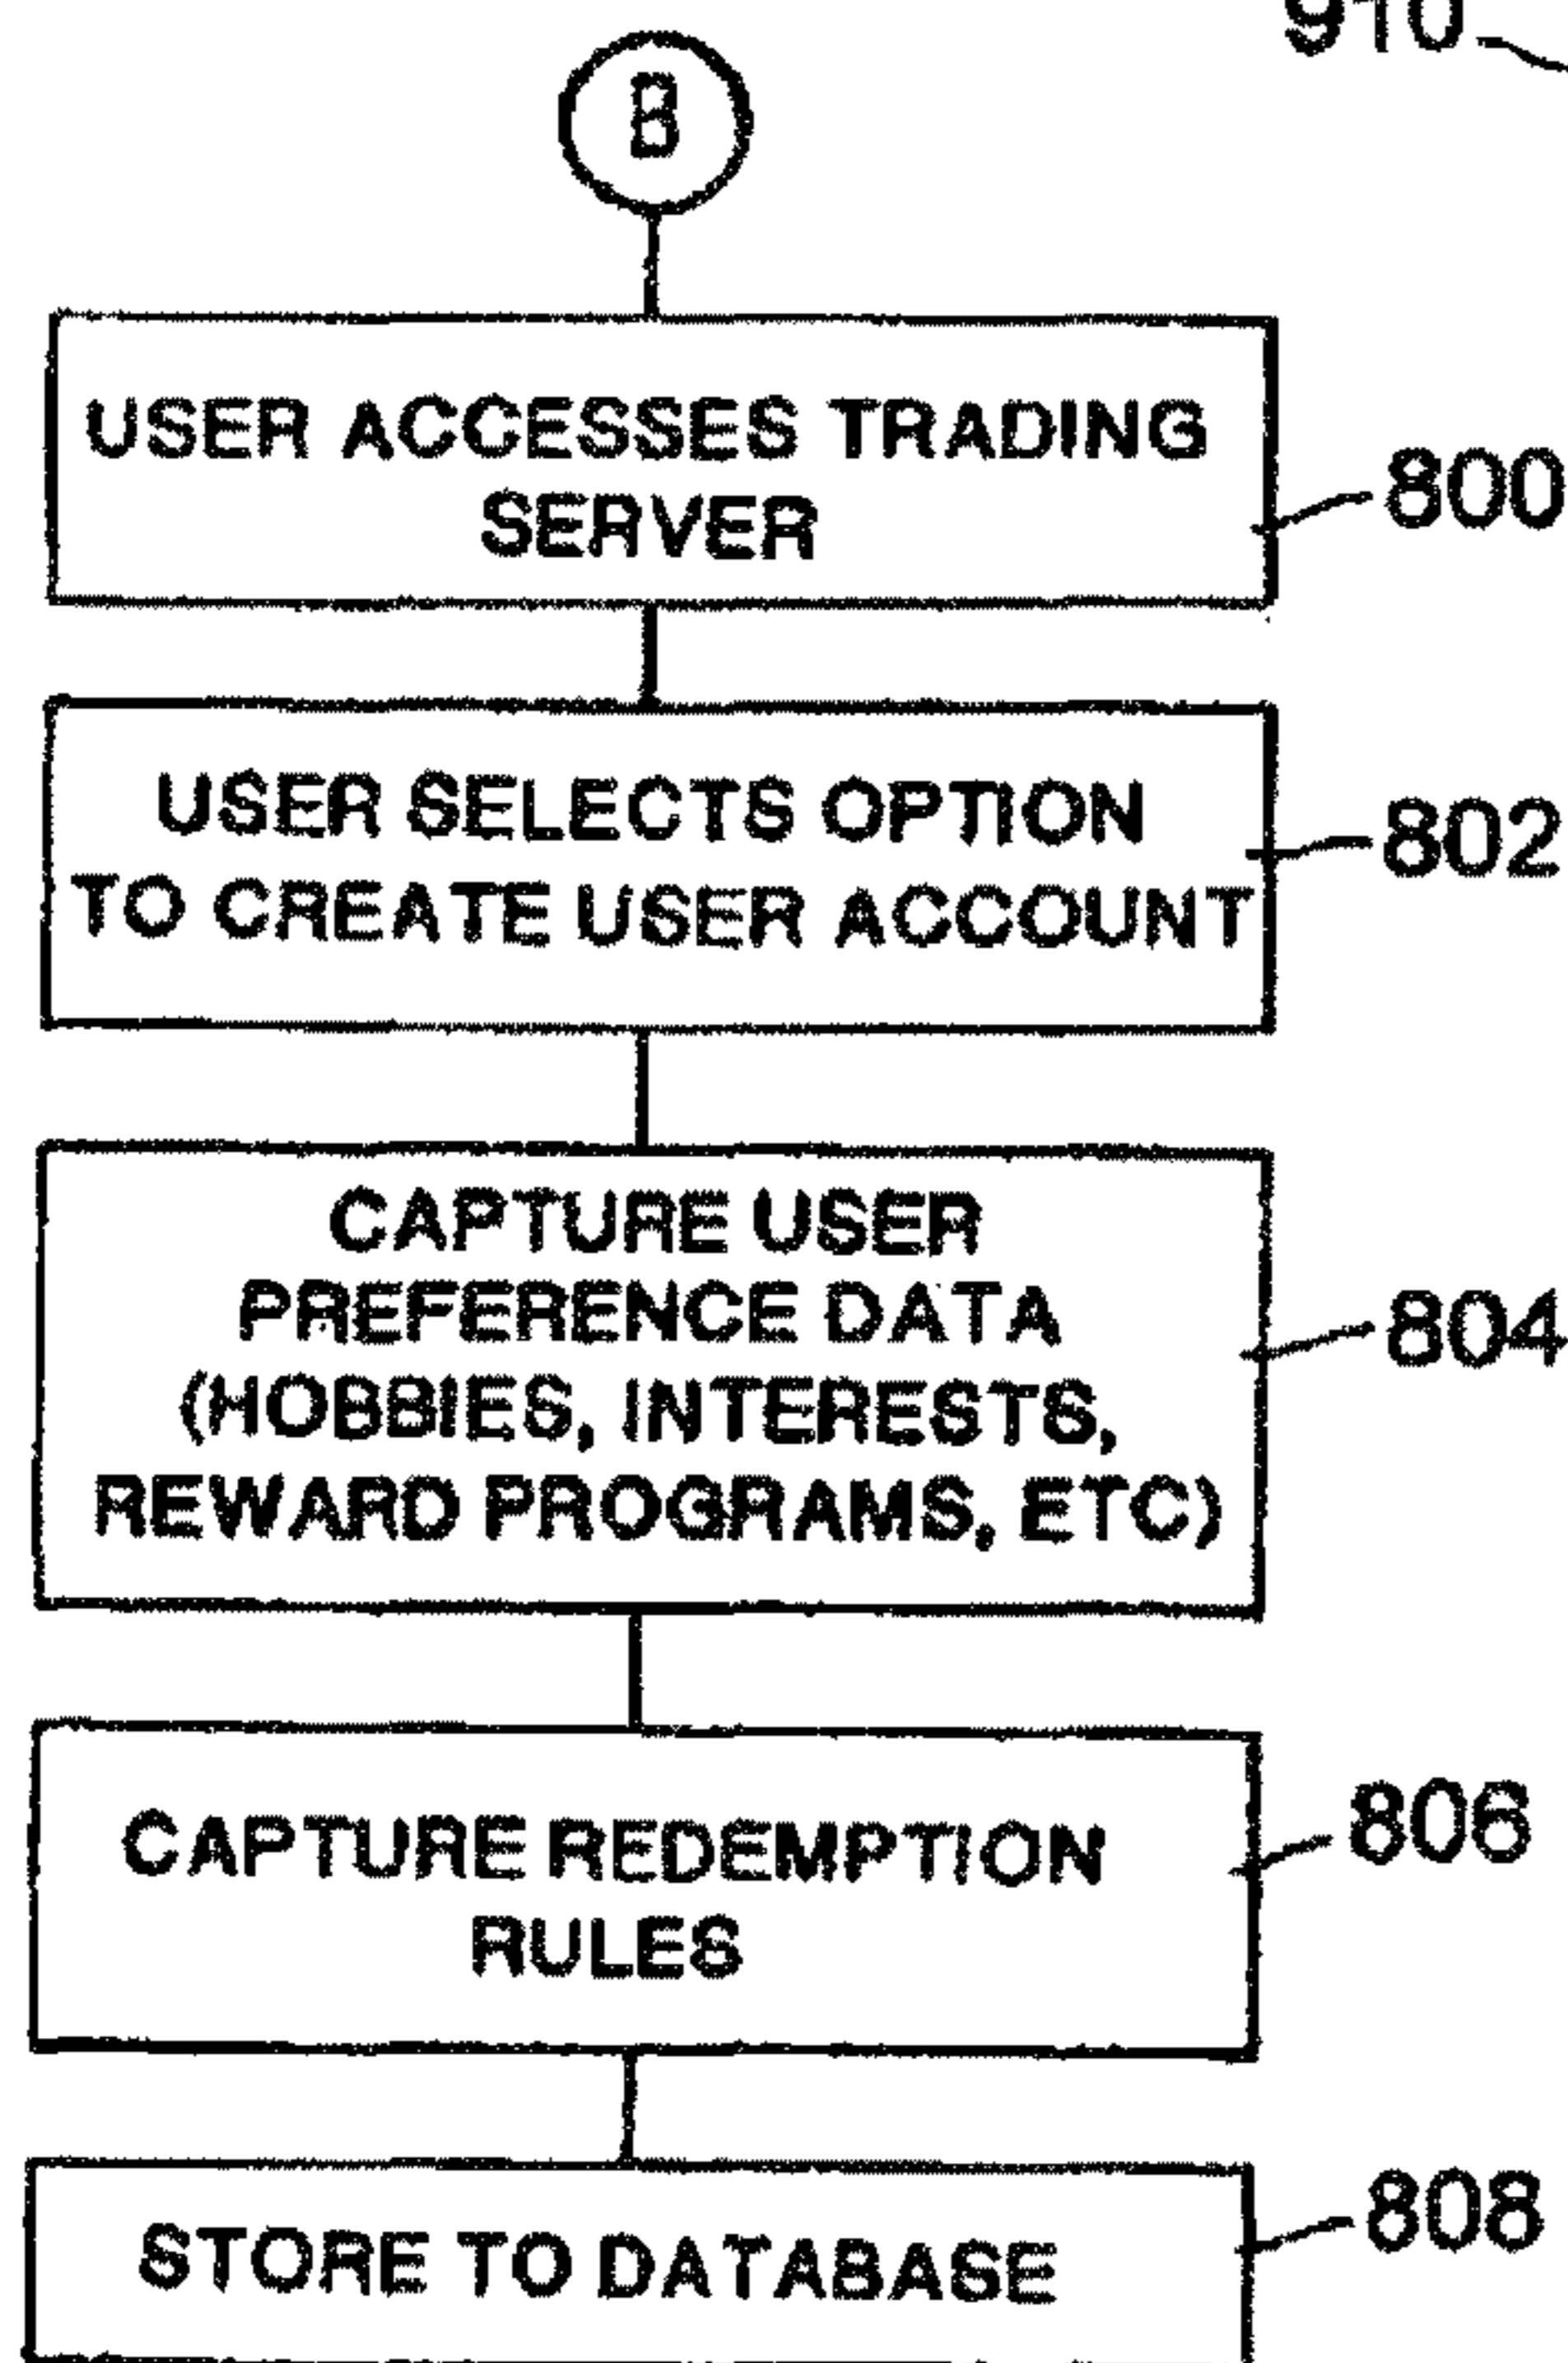 910
B
USER ACCESSES TRADING
SERVER
800
USER SELECTS OPTION
TO CREATE USER ACCOUNT
802
CAPTURE USER
PREFERENCE DATA
(HOBBIES, INTERESTS,
REWARD PROGRAMS, ETC)
804
CAPTURE REDEMPTION
RULES
806
STORE TO DATABASE
808